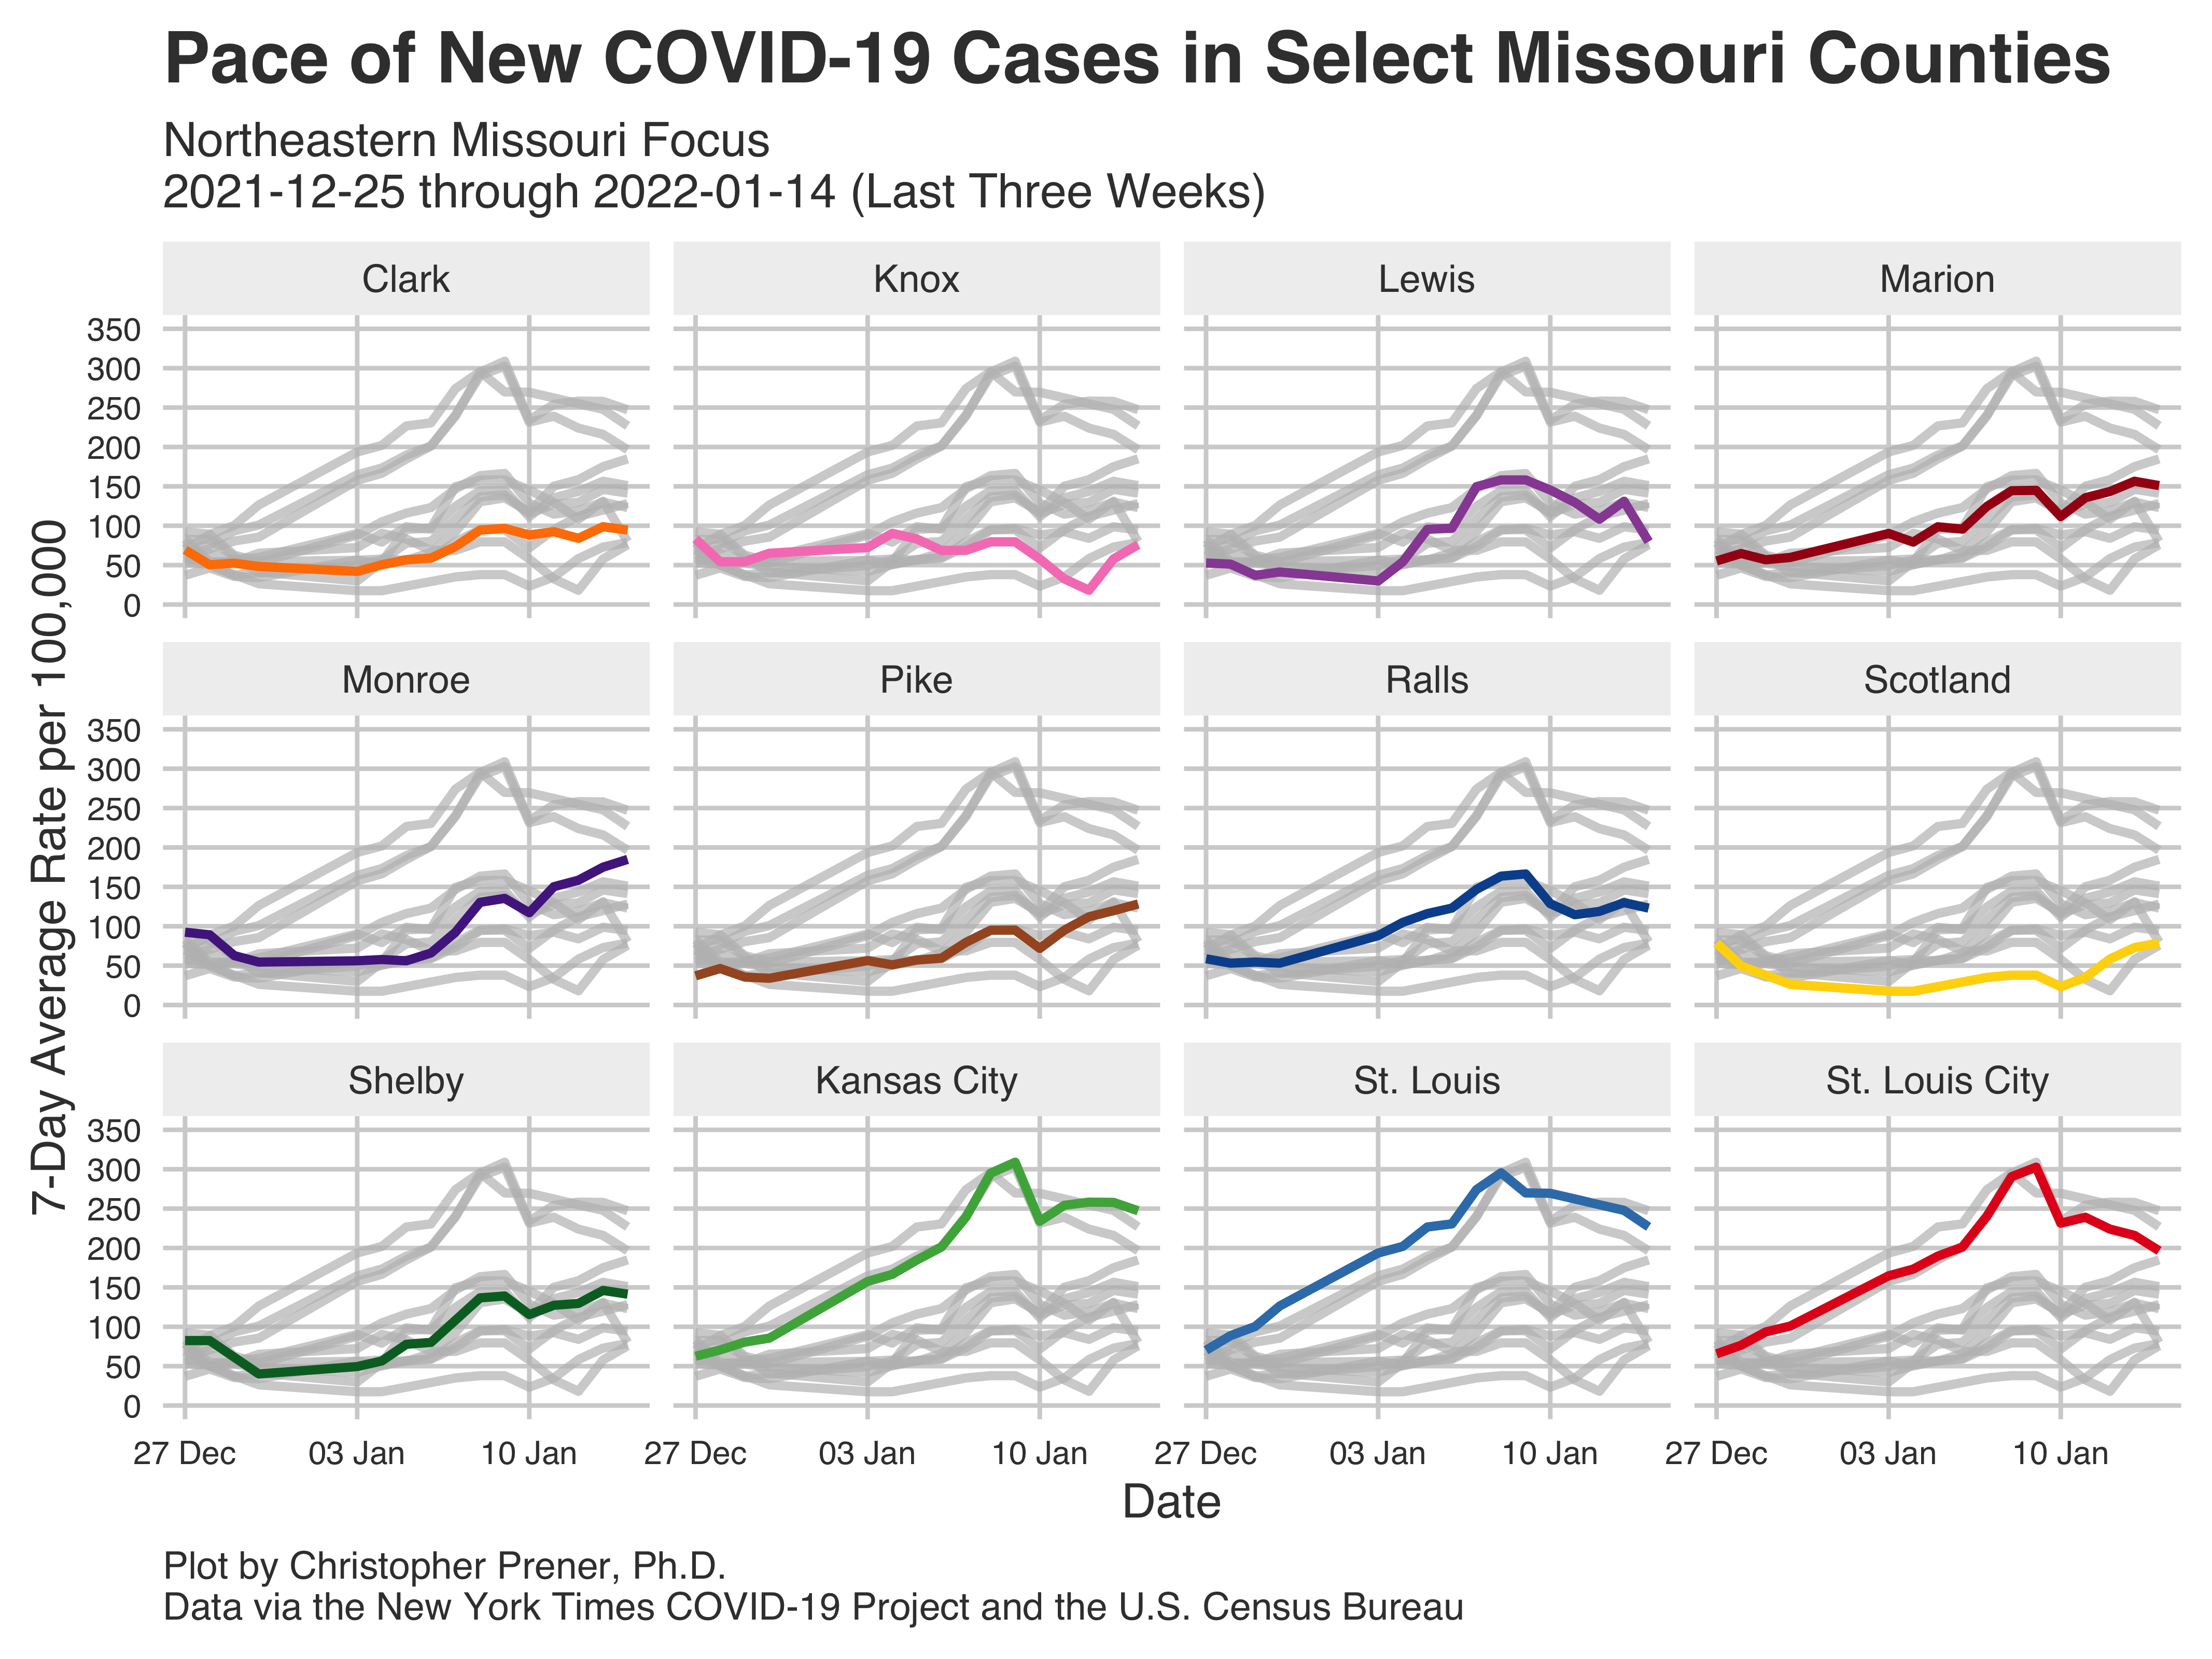 Pace of New COVID-19 Cases in Select Missouri Counties
Northeastern Missouri Focus
2021-12-25 through 2022-01-14 (Last Three Weeks)
7-Day Average Rate per 100,000
Clark
Knox
Lewis
Marion
350
300
250
200
150
100
50
0
Monroe
Pike
Ralls
Scotland
350
300
250
200
150
100
50
0
Shelby
Kansas City
St. Louis
St. Louis City
350
300
250
200
150
100
50
0
27 Dec 03 Jan 10 Jan 27 Dec 03 Jan 10 Jan 27 Dec 03 Jan 10 Jan 27 Dec 03 Jan 10 Jan
Date
Plot by Christopher Prener, Ph.D.
Data via the New York Times COVID-19 Project and the U.S. Census Bureau